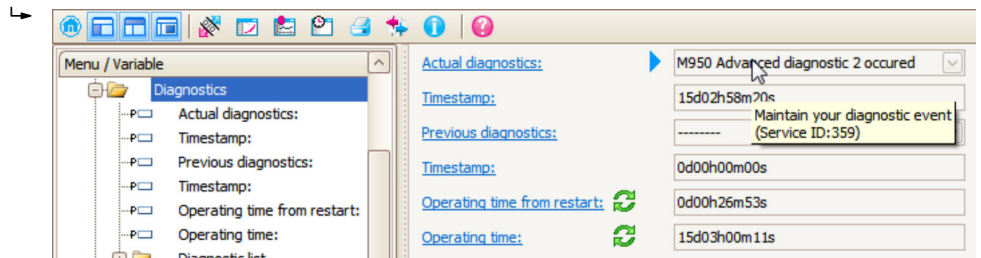 Menu / Variable
Diagnostics
Actual diagnostics:
Timestamp:
Previous diagnostics:
Timestamp:
Operating time from restart:
Operating time:
Diagnostic list
Actual diagnostics: M950 Advanced diagnostic 2 occured
Timestamp: 15d02h58m20s
Maintain your diagnostic event
(Service ID:359)
Previous diagnostics: --------
Timestamp: 0d00h00m00s
Operating time from restart: 0d00h26m53s
Operating time: 15d03h00m11s